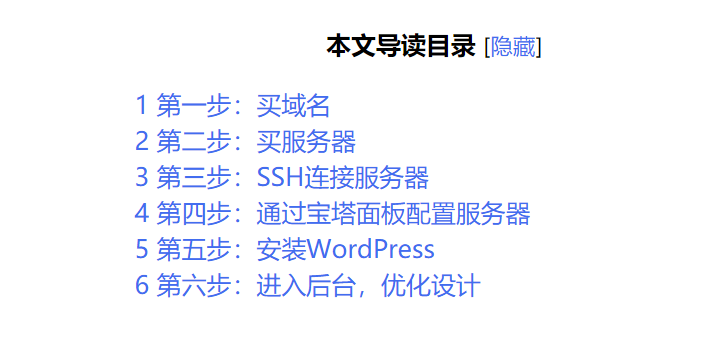 本文导读目录 [隐藏]
1 第一步：买域名
2 第二步：买服务器
3 第三步：SSH连接服务器
4 第四步：通过宝塔面板配置服务器
5 第五步：安装WordPress
6 第六步：进入后台，优化设计